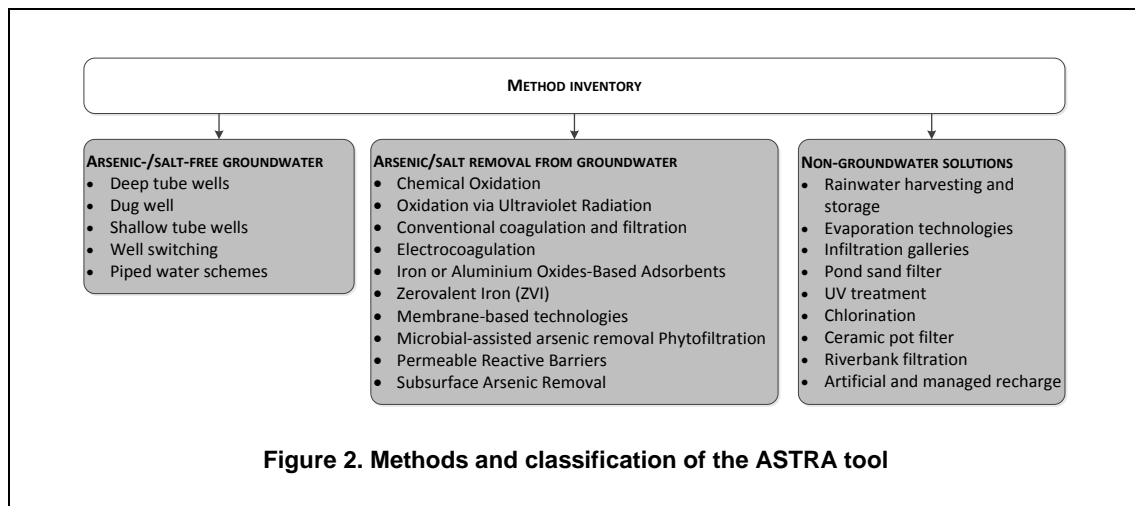 METHOD INVENTORY
ARSENIC-/SALT-FREE GROUNDWATER
• Deep tube wells
• Dug well
• Shallow tube wells
• Well switching
• Piped water schemes
ARSENIC/SALT REMOVAL FROM GROUNDWATER
• Chemical Oxidation
• Oxidation via Ultraviolet Radiation
• Conventional coagulation and filtration
• Electrocoagulation
• Iron or Aluminium Oxides-Based Adsorbents
• Zerovalent Iron (ZVI)
• Membrane-based technologies
• Microbial-assisted arsenic removal Phytofiltration
• Permeable Reactive Barriers
• Subsurface Arsenic Removal
NON-GROUNDWATER SOLUTIONS
• Rainwater harvesting and
storage
• Evaporation technologies
• Infiltration galleries
• Pond sand filter
• UV treatment
• Chlorination
• Ceramic pot filter
• Riverbank filtration
• Artificial and managed recharge
Figure 2. Methods and classification of the ASTRA tool